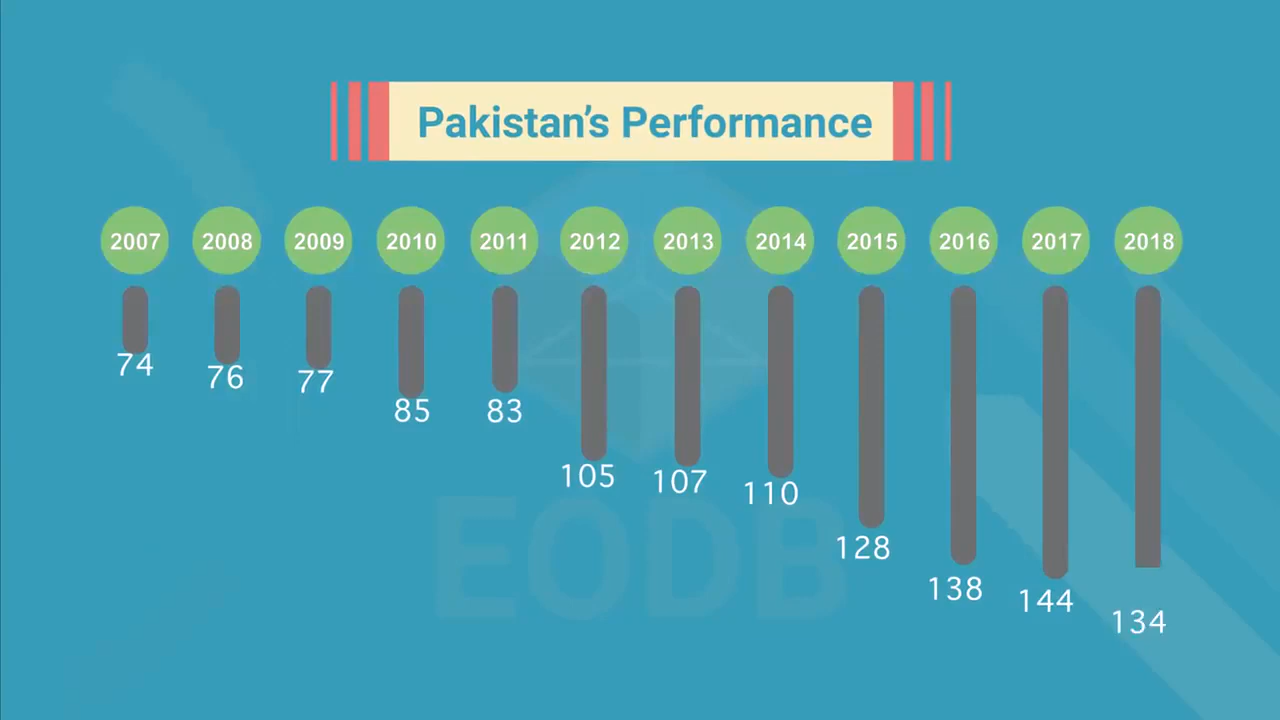 Pakistan's Performance
2007 2008 2009 2010 2011 2012 2013 2014 2015 2016 2017 2018
74 76 77 85 83 105 107 110 128 138 144 134
EODB